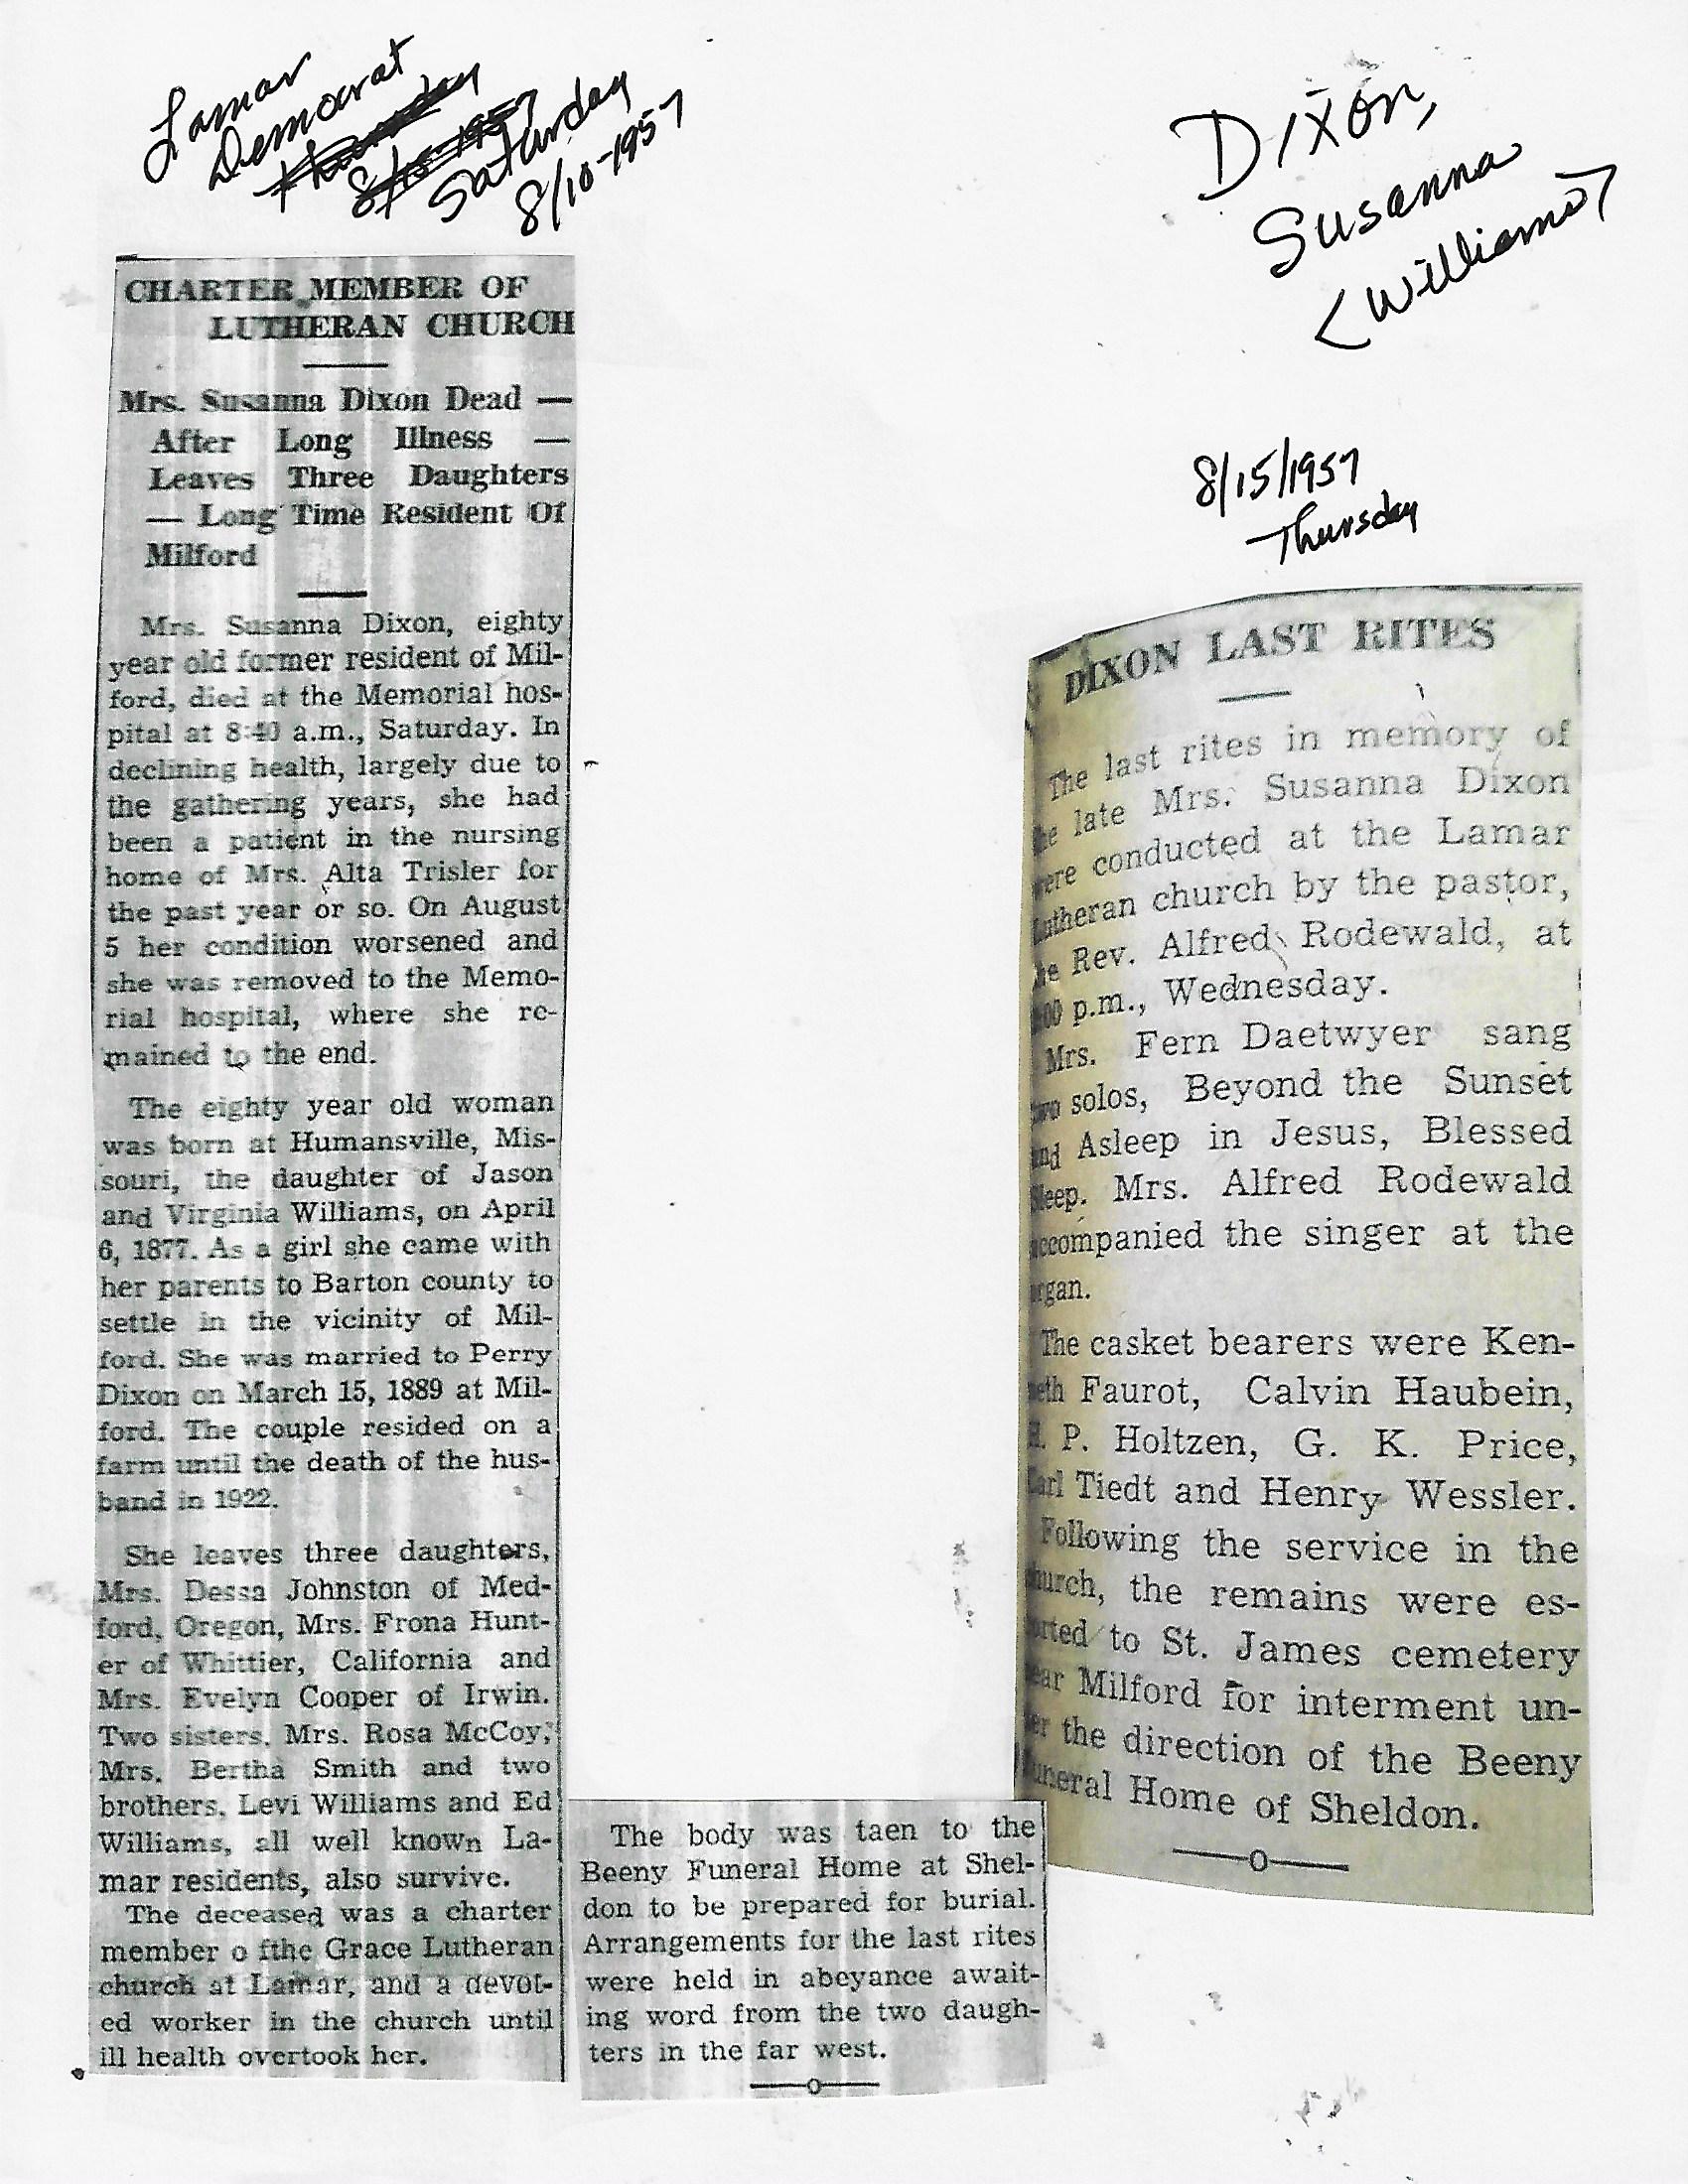 Lamar
Democrat
Thursday
8/15-1957
Saturday
8/10-1957
Dixon,
Susanna
<Williams>
CHARTER MEMBER OF
LUTHERAN CHURCH
Mrs. Susanna Dixon Dead —
After Long Illness —
Leaves Three Daughters
— Long Time Resident Of
Milford
Mrs. Susanna Dixon, eighty
year old former resident of Mil-
ford, died at the Memorial hos-
pital at 8:40 a.m., Saturday. In
declining health, largely due to
the gathering years, she had
been a patient in the nursing
home of Mrs. Alta Trisler for
the past year or so. On August
5 her condition worsened and
she was removed to the Memo-
rial hospital, where she re-
mained to the end.
The eighty year old woman
was born at Humansville, Mis-
souri, the daughter of Jason
and Virginia Williams, on April
6, 1877. As a girl she came with
her parents to Barton county to
settle in the vicinity of Mil-
ford. She was married to Perry
Dixon on March 15, 1889 at Mil-
ford. The couple resided on a
farm until the death of the hus-
band in 1922.
She leaves three daughters,
Mrs. Dessa Johnston of Med-
ford, Oregon, Mrs. Frona Hunt-
er of Whittier, California and
Mrs. Evelyn Cooper of Irwin.
Two sisters, Mrs. Rosa McCoy,
Mrs. Bertha Smith and two
brothers, Levi Williams and Ed
Williams, all well known La-
mar residents, also survive.
The deceased was a charter
member o fthe Grace Lutheran
church at Lamar, and a devot-
ed worker in the church until
ill health overtook her.
The body was taen to the
Beeny Funeral Home at Shel-
don to be prepared for burial.
Arrangements for the last rites
were held in abeyance await-
ing word from the two daugh-
ters in the far west.
—o—
8/15/1957
Thursday
DIXON LAST RITES
The last rites in memory of
he late Mrs. Susanna Dixon
were conducted at the Lamar
Lutheran church by the pastor,
he Rev. Alfred Rodewald, at
:00 p.m., Wednesday.
Mrs. Fern Daetwyer sang
two solos, Beyond the Sunset
and Asleep in Jesus, Blessed
Sleep. Mrs. Alfred Rodewald
accompanied the singer at the
organ.
The casket bearers were Ken-
neth Faurot, Calvin Haubein,
H. P. Holtzen, G. K. Price,
Carl Tiedt and Henry Wessler.
Following the service in the
church, the remains were es-
orted to St. James cemetery
near Milford for interment un-
er the direction of the Beeny
Funeral Home of Sheldon.
—o—